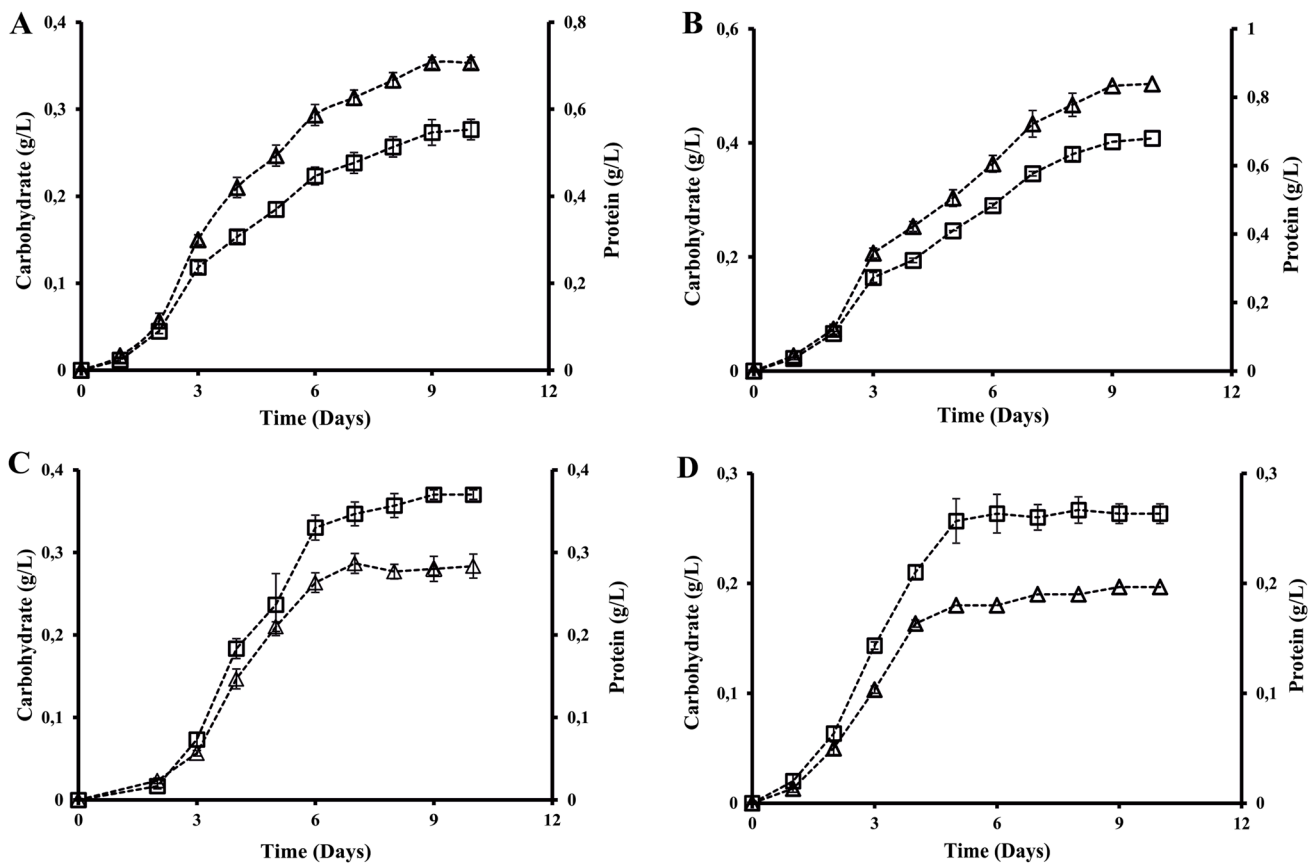 A
0,4
0,3
0,2
0,1
0
Carbohydrate (g/L)
0,8
0,6
0,4
0,2
0
Protein (g/L)
0 3 6 9 12
Time (Days)
B
0,6
0,4
0,2
0
Carbohydrate (g/L)
1
0,8
0,6
0,4
0,2
0
Protein (g/L)
0 3 6 9 12
Time (Days)
C
0,4
0,3
0,2
0,1
0
Carbohydrate (g/L)
0,4
0,3
0,2
0,1
0
Protein (g/L)
0 3 6 9 12
Time (Days)
D
0,3
0,2
0,1
0
Carbohydrate (g/L)
0,3
0,2
0,1
0
Protein (g/L)
0 3 6 9 12
Time (Days)